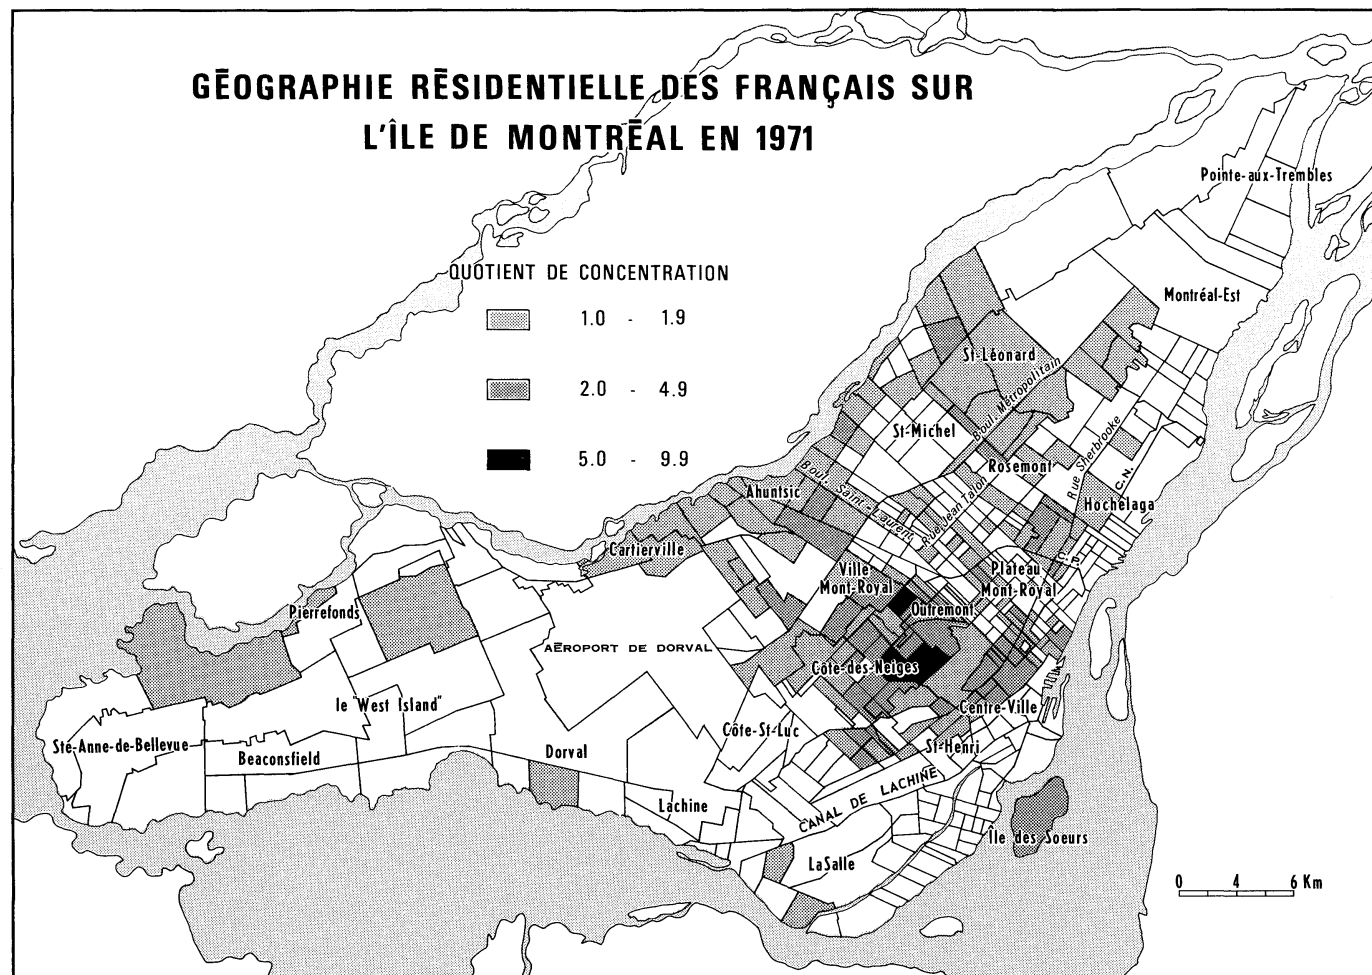 GĒOGRAPHIE RĒSIDENTIELLE DES FRANÇAIS SUR
L'ÎLE DE MONTRĒAL EN 1971
QUOTIENT DE CONCENTRATION
1.0 - 1.9
2.0 - 4.9
5.0 - 9.9
Pointe-aux-Trembles
Montréal-Est
St-Léonard
Boul. Métropolitain
St-Michel
Rosemont
Rue Sherbrooke
C.N.
Hochelaga
Ahuntsic
Boul. Saint-Laurent
Rue Jean Talon
Cartierville
Ville
Mont-Royal
Plateau
Mont-Royal
C.P.
Outremont
Pierrefonds
AĒROPORT DE DORVAL
Côte-des-Neiges
le "West Island"
Centre-Ville
Côte-St-Luc
St-Henri
Sté-Anne-de-Bellevue
Beaconsfield
Dorval
Lachine
CANAL DE LACHINE
Île des Soeurs
LaSalle
0 4 6 Km